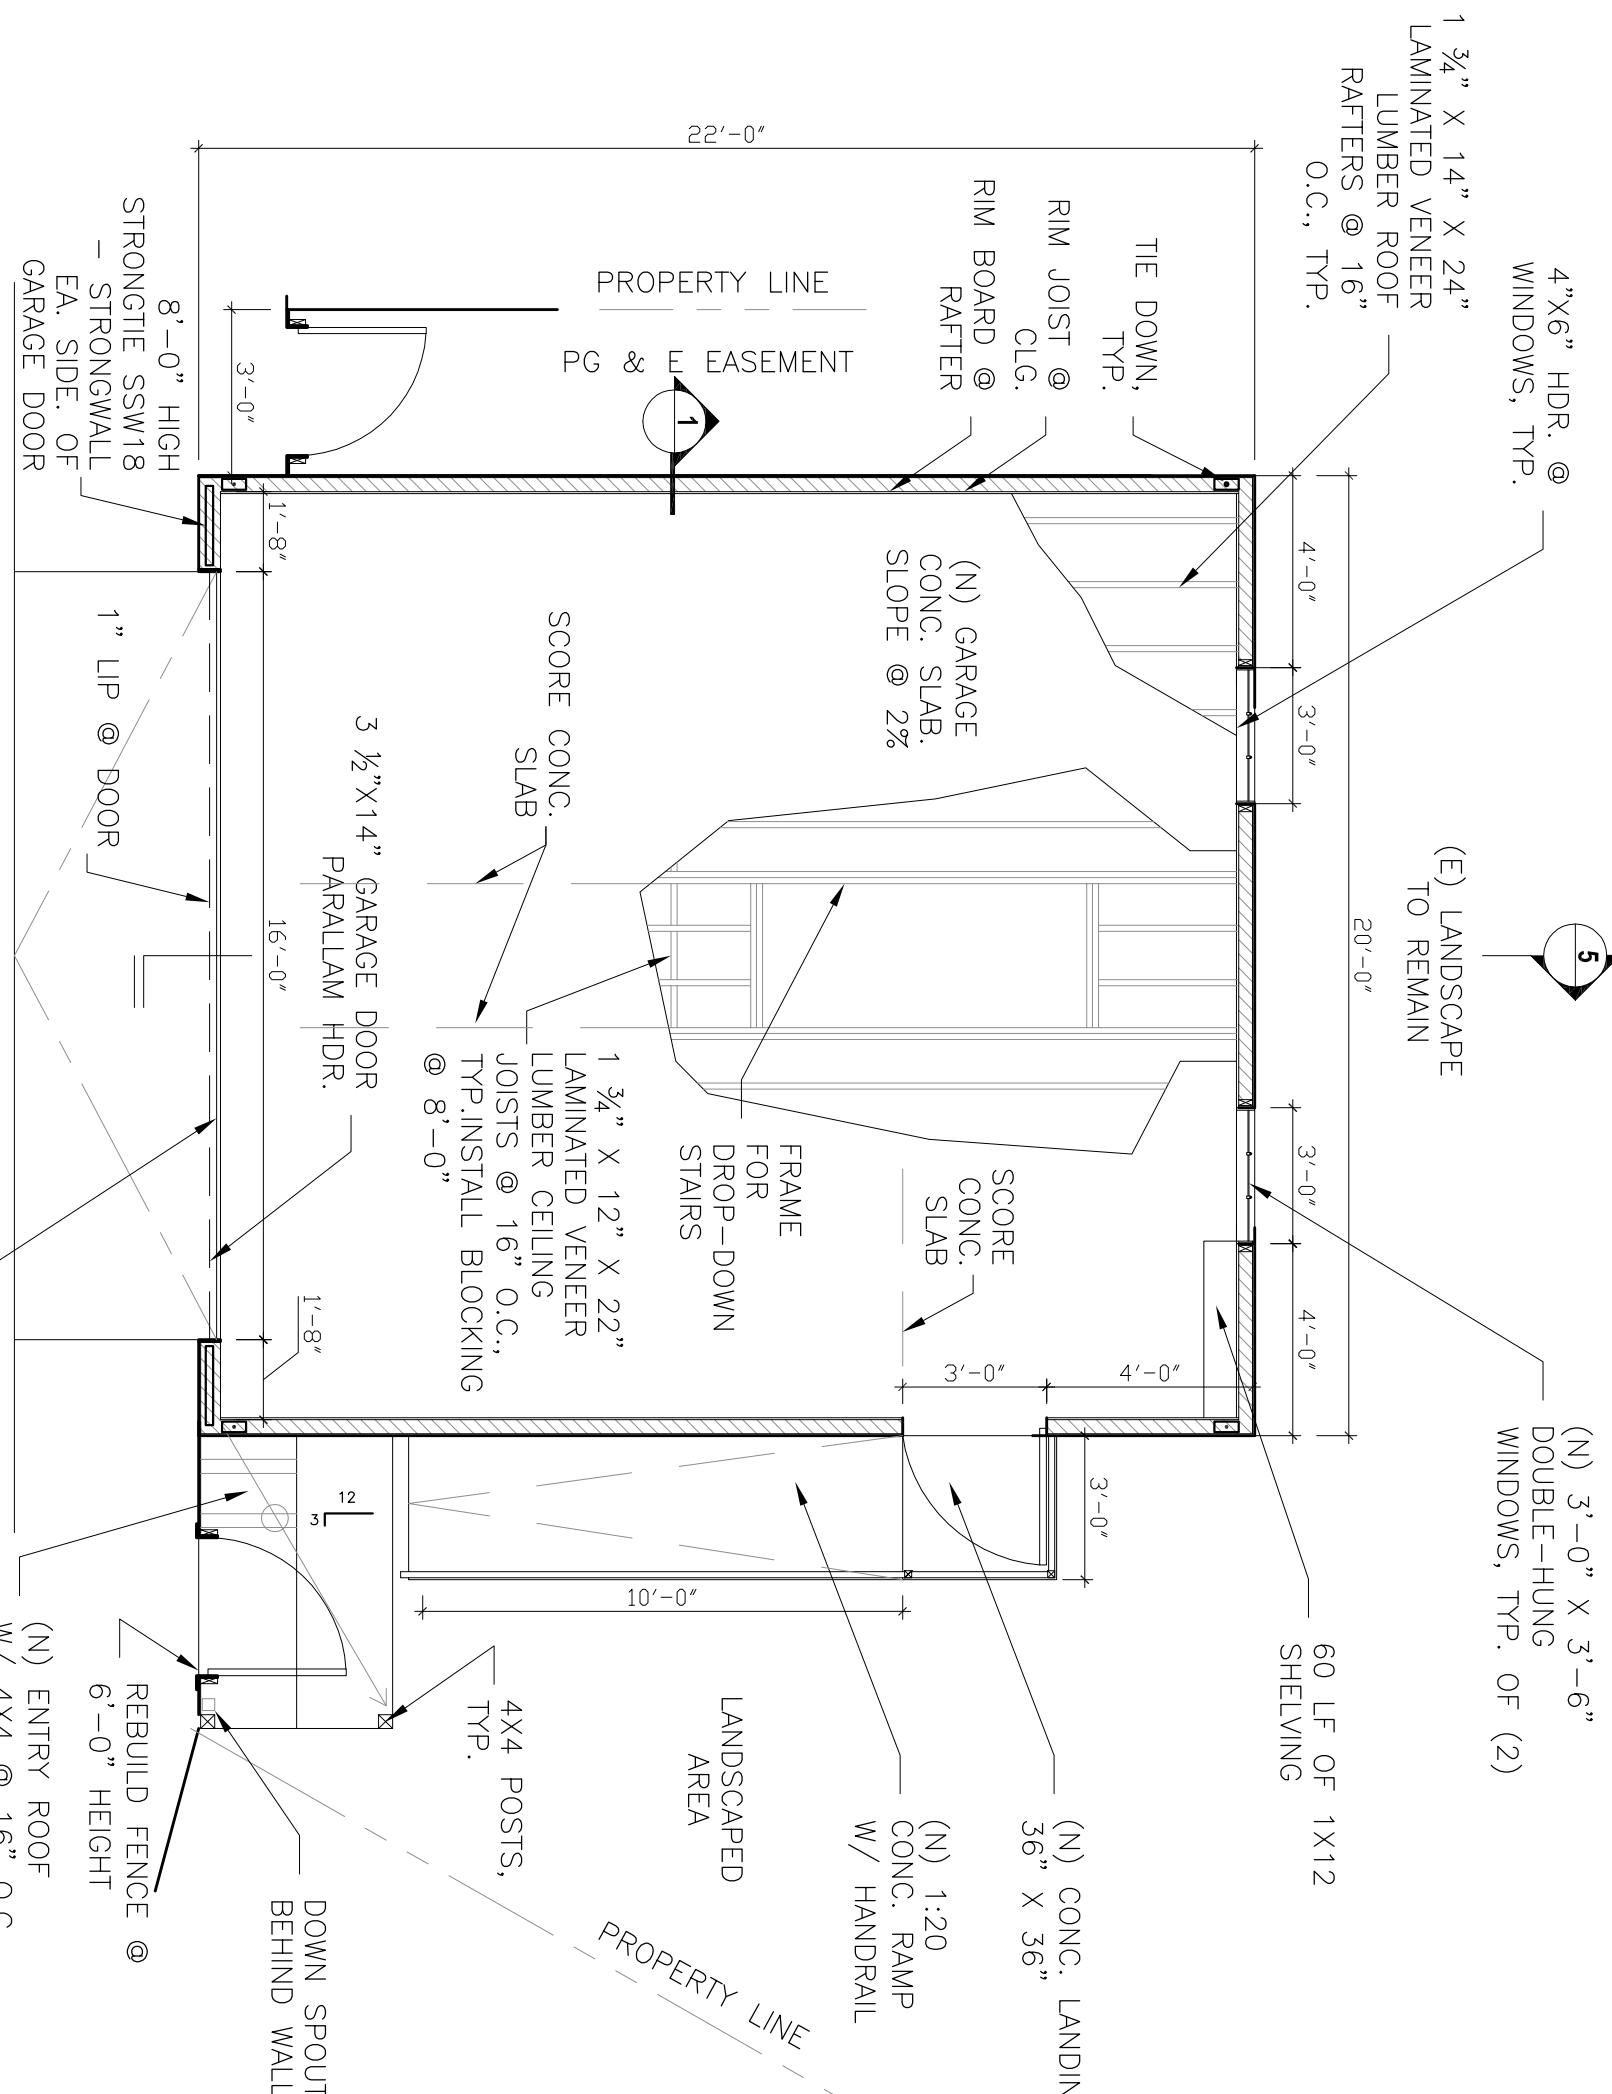 1 ¾" X 14" X 24"
LAMINATED VENEER
LUMBER ROOF
RAFTERS @ 16"
O.C., TYP.
4"X6" HDR. @
WINDOWS, TYP.
(E) LANDSCAPE
TO REMAIN
5
(N) 3'-0" X 3'-6"
DOUBLE-HUNG
WINDOWS, TYP. OF (2)
60 LF OF 1X12
SHELVING
20'-0"
4'-0"
3'-0"
3'-0"
4'-0"
22'-0"
TIE DOWN,
TYP.
RIM JOIST @
CLG.
RIM BOARD @
RAFTER
PROPERTY LINE
PG & E EASEMENT
1
3'-0"
8'-0" HIGH
STRONGTIE SSW18
- STRONGWALL
EA. SIDE. OF
GARAGE DOOR
(N) GARAGE
CONC. SLAB.
SLOPE @ 2%
SCORE CONC.
SLAB
SCORE
CONC.
SLAB
3'-0"
4'-0"
FRAME
FOR
DROP-DOWN
STAIRS
1 ¾" X 12" X 22"
LAMINATED VENEER
LUMBER CEILING
JOISTS @ 16" O.C.,
TYP.INSTALL BLOCKING
@ 8'-0"
3 ½"X14" GARAGE DOOR
PARALLAM HDR.
1'-8"
16'-0"
1'-8"
1" LIP @ DOOR
3'-0"
10'-0"
12
3
(N) CONC. LANDIN
36" X 36"
(N) 1:20
CONC. RAMP
W/ HANDRAIL
LANDSCAPED
AREA
PROPERTY LINE
4X4 POSTS,
TYP.
DOWN SPOUT
BEHIND WALL
REBUILD FENCE @
6'-0" HEIGHT
(N) ENTRY ROOF
W/ 4X4 @ 16" O.C.